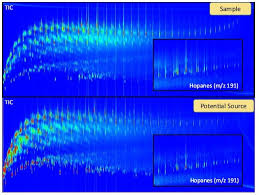 TIC
Sample
Hopanes (m/z 191)
TIC
Potential Source
Hopanes (m/z 191)